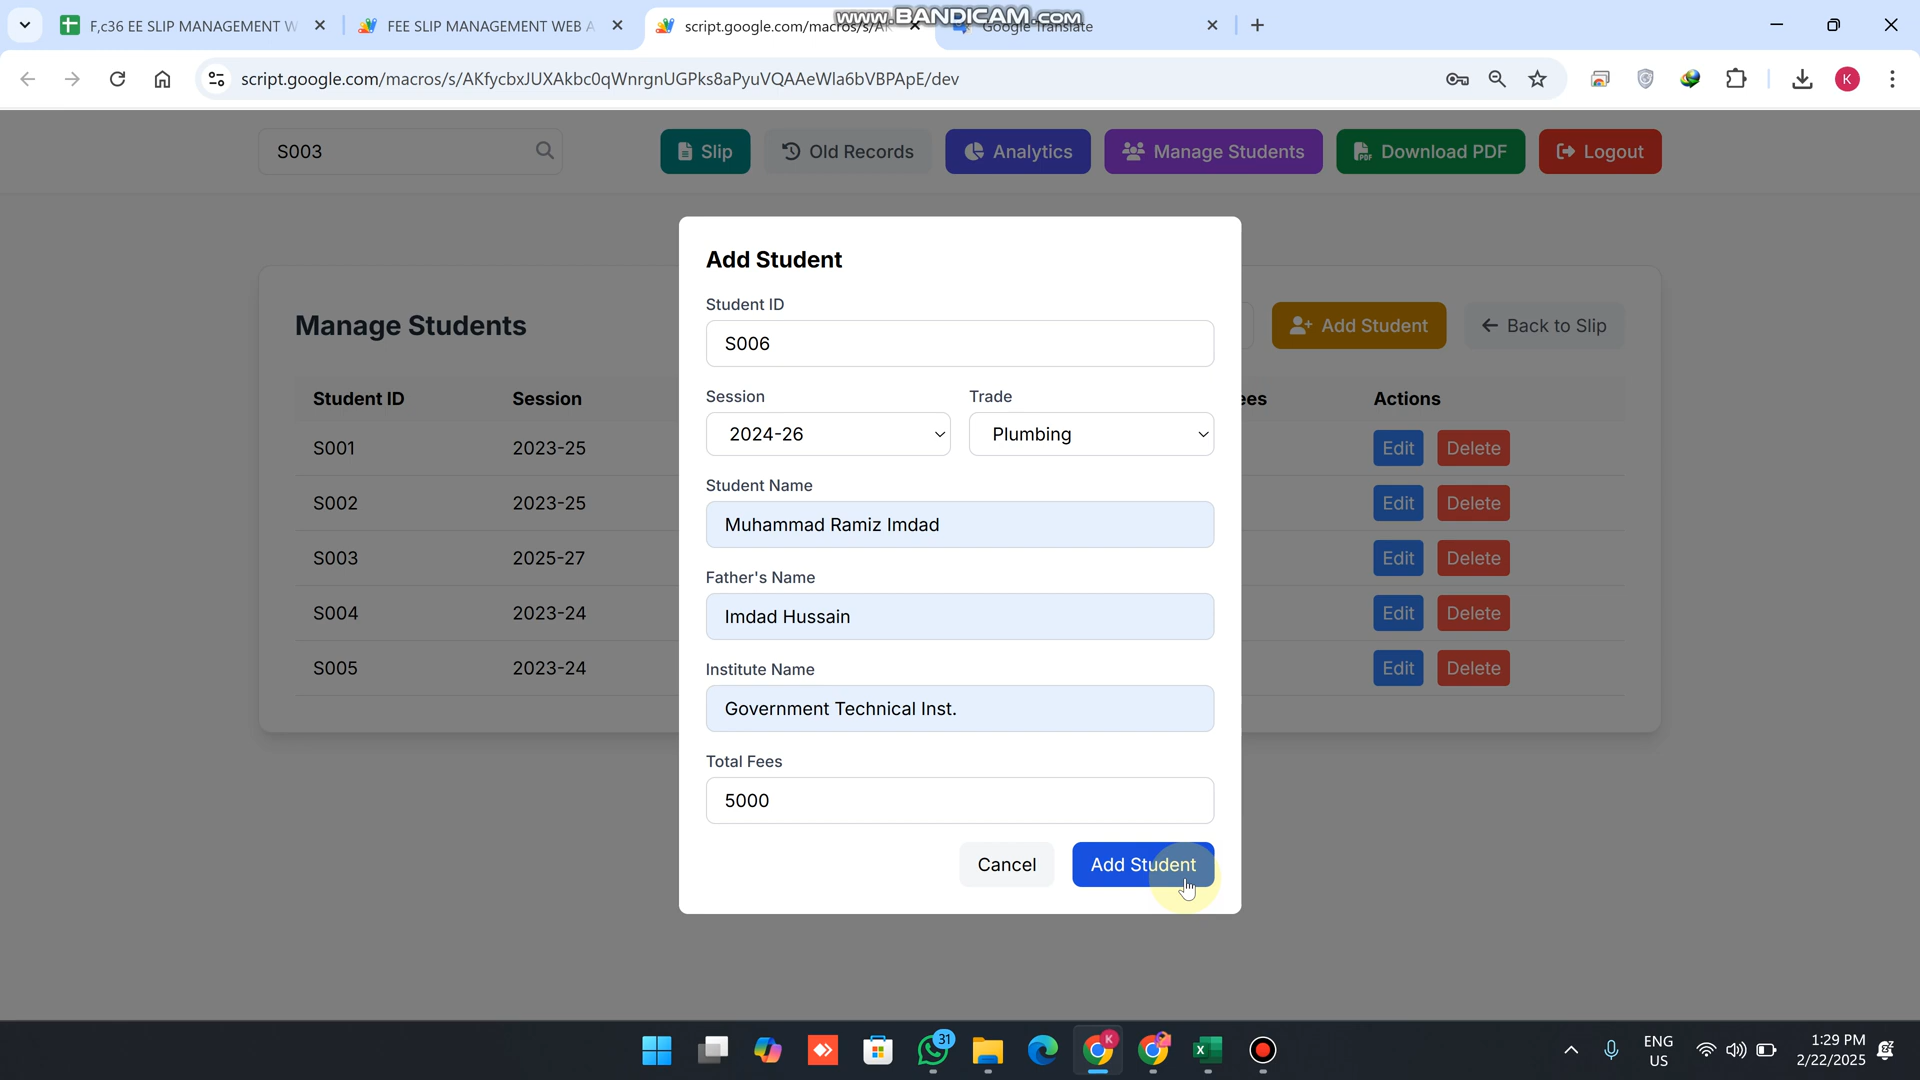 F,c36 EE SLIP MANAGEMENT W
FEE SLIP MANAGEMENT WEB A
script.google.com/macros/s/A
Google Translate
www.BANDICAM.COM
script.google.com/macros/s/AKfycbxJUXAkbc0qWnrgnUGPks8aPyuVQAAeWla6bVBPApE/dev
K
S003
Slip
Old Records
Analytics
Manage Students
Download PDF
Logout
Manage Students
Add Student
Back to Slip
Student ID
Session
ees
Actions
S001
2023-25
Edit
Delete
S002
2023-25
Edit
Delete
S003
2025-27
Edit
Delete
S004
2023-24
Edit
Delete
S005
2023-24
Edit
Delete
Add Student
Student ID
S006
Session
Trade
2024-26
Plumbing
Student Name
Muhammad Ramiz Imdad
Father's Name
Imdad Hussain
Institute Name
Government Technical Inst.
Total Fees
5000
Cancel
Add Student
31
K
ENG
US
1:29 PM
2/22/2025